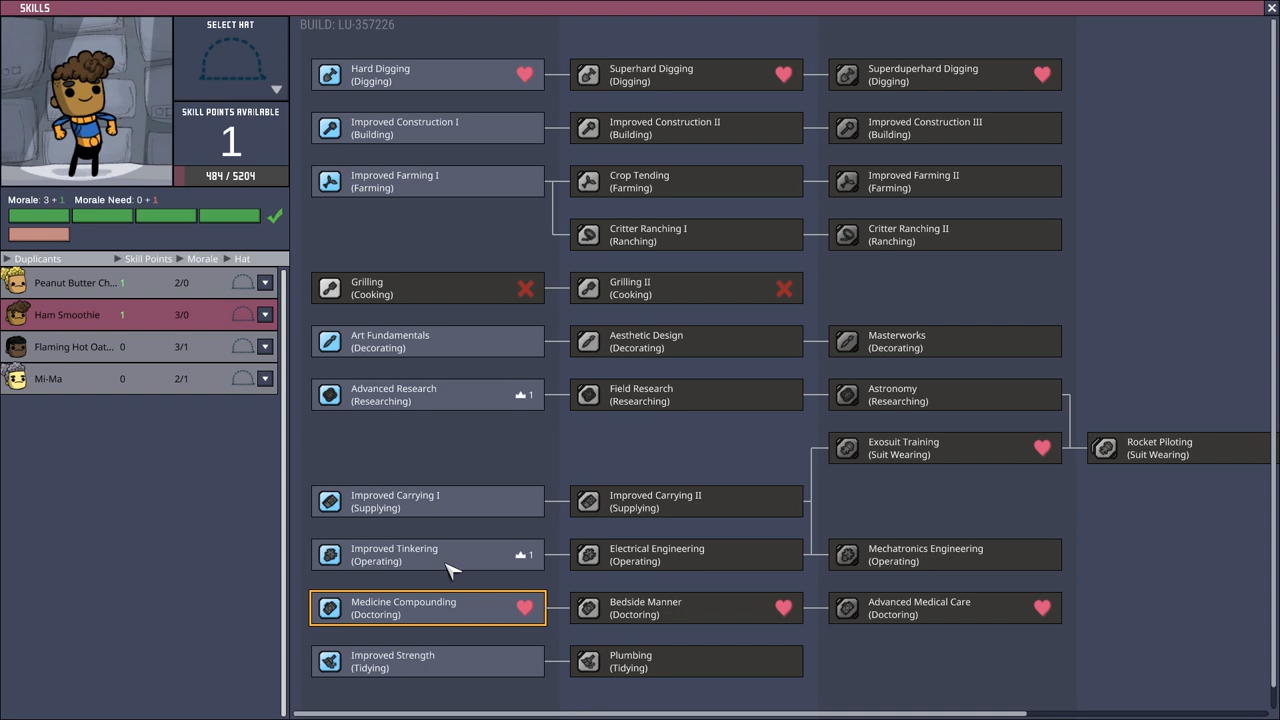 SKILLS
BUILD: LU-357226
SELECT HAT
SKILL POINTS AVAILABLE
1
484 / 5204
Morale: 3 + 1 Morale Need: 0 + 1
Duplicants Skill Points Morale Hat
Peanut Butter Ch... 1 2/0
Ham Smoothie 1 3/0
Flaming Hot Oat... 0 3/1
Mi-Ma 0 2/1
Hard Digging
(Digging)
Superhard Digging
(Digging)
Superduperhard Digging
(Digging)
Improved Construction I
(Building)
Improved Construction II
(Building)
Improved Construction III
(Building)
Improved Farming I
(Farming)
Crop Tending
(Farming)
Improved Farming II
(Farming)
Critter Ranching I
(Ranching)
Critter Ranching II
(Ranching)
Grilling
(Cooking)
Grilling II
(Cooking)
Art Fundamentals
(Decorating)
Aesthetic Design
(Decorating)
Masterworks
(Decorating)
Advanced Research
(Researching)
1
Field Research
(Researching)
Astronomy
(Researching)
Exosuit Training
(Suit Wearing)
Rocket Piloting
(Suit Wearing)
Improved Carrying I
(Supplying)
Improved Carrying II
(Supplying)
Improved Tinkering
(Operating)
1
Electrical Engineering
(Operating)
Mechatronics Engineering
(Operating)
Medicine Compounding
(Doctoring)
Bedside Manner
(Doctoring)
Advanced Medical Care
(Doctoring)
Improved Strength
(Tidying)
Plumbing
(Tidying)